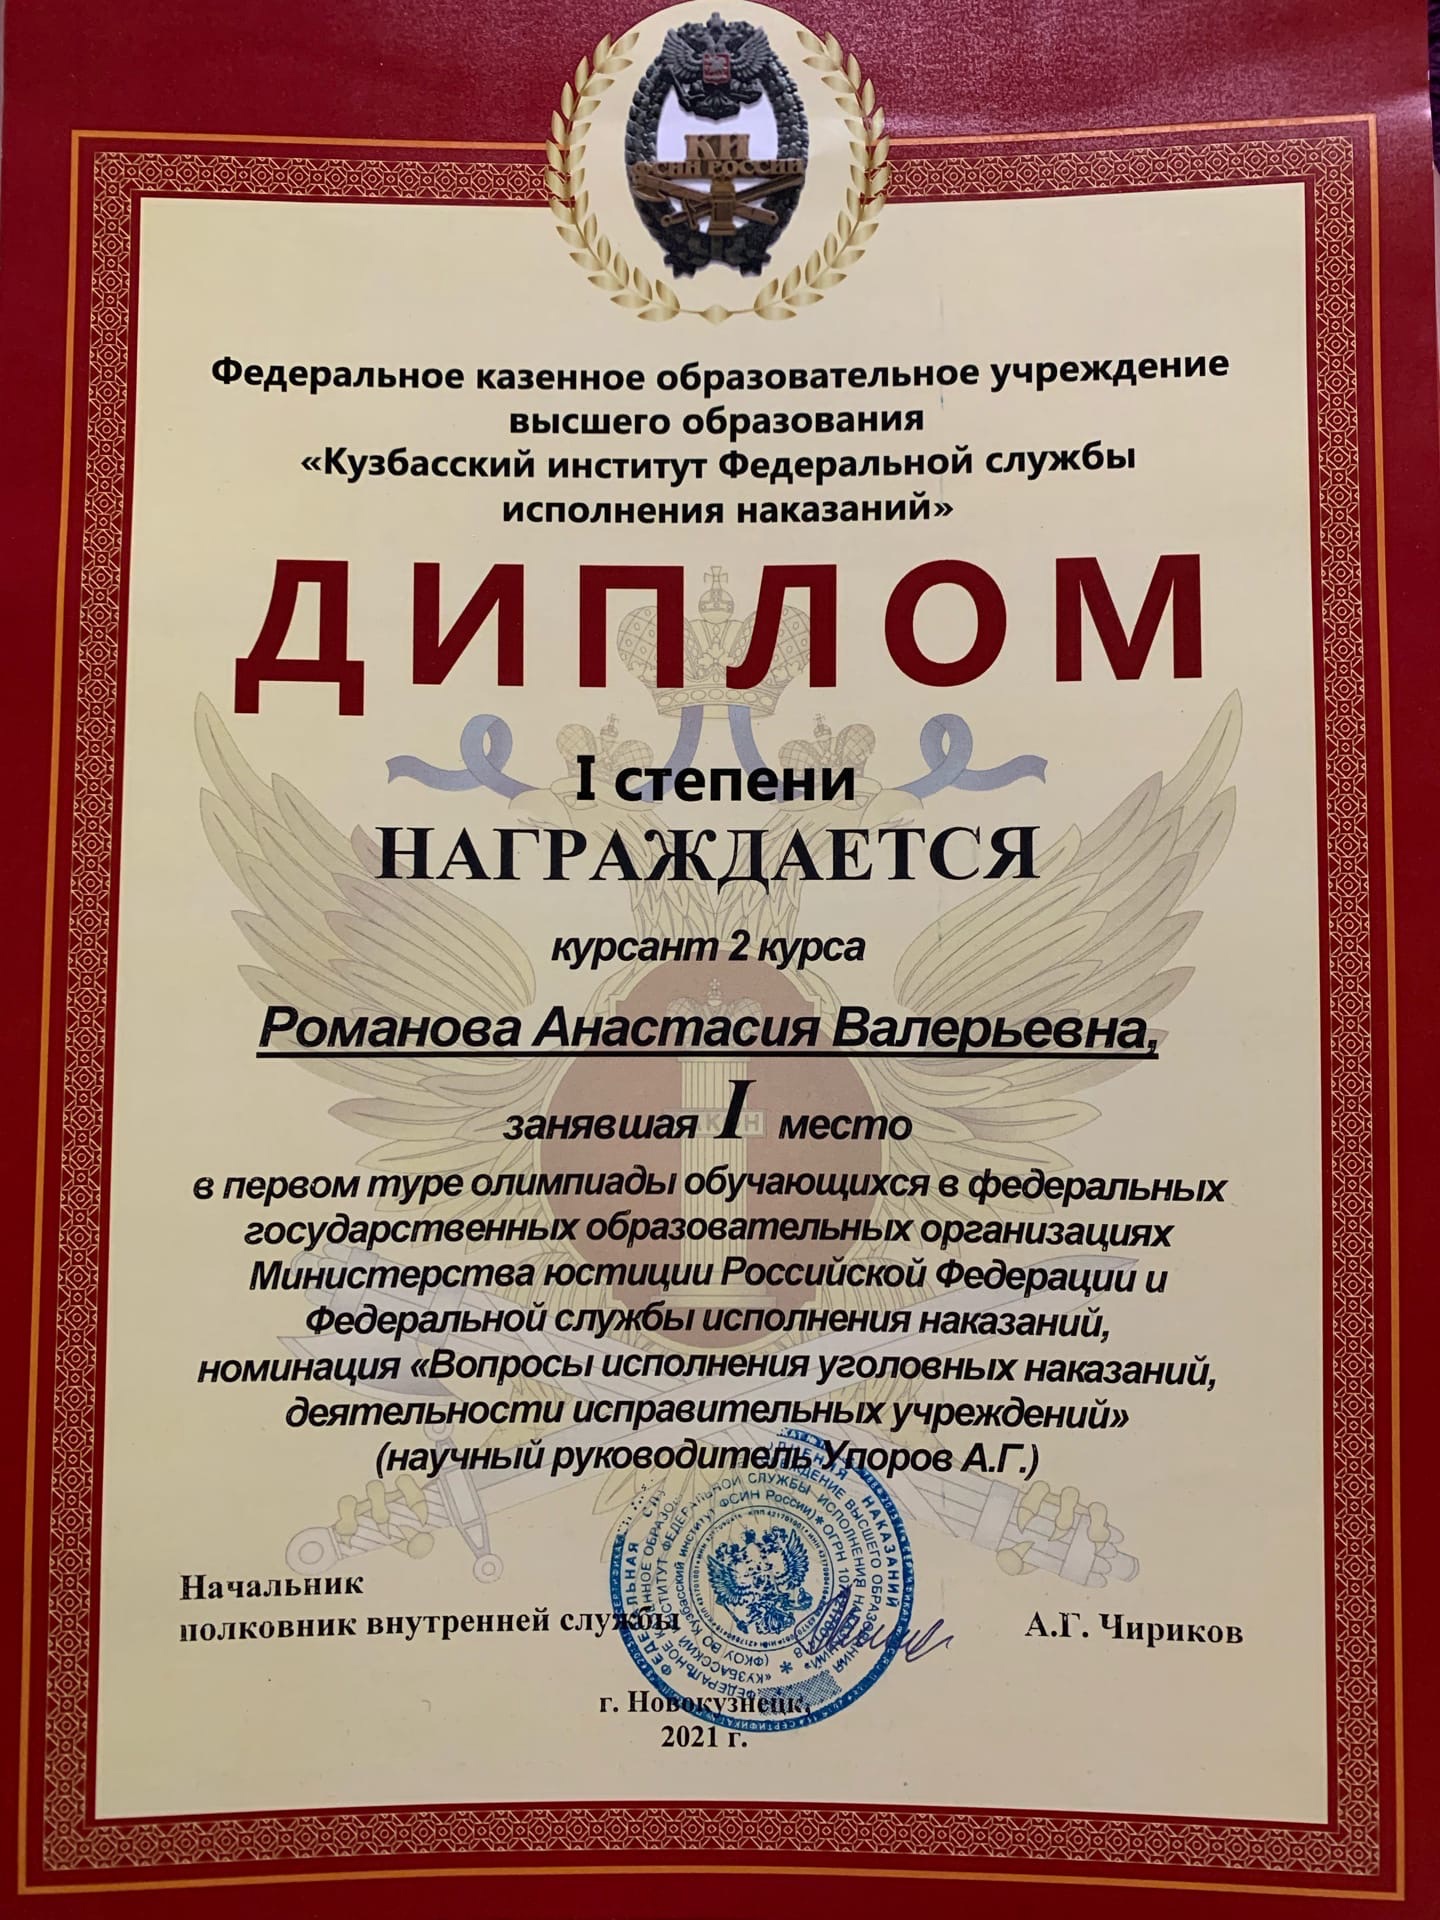 КИ
ФСИН РОССИИ
Федеральное казенное образовательное учреждение
высшего образования
«Кузбасский институт Федеральной службы
исполнения наказаний»
ДИПЛОМ
I степени
НАГРАЖДАЕТСЯ
курсант 2 курса
Романова Анастасия Валерьевна,
занявшая I место
в первом туре олимпиады обучающихся в федеральных
государственных образовательных организациях
Министерства юстиции Российской Федерации и
Федеральной службы исполнения наказаний,
номинация «Вопросы исполнения уголовных наказаний,
деятельности исправительных учреждений»
(научный руководитель Упоров А.Г.)
Начальник
полковник внутренней службы
А.Г. Чириков
г. Новокузнецк,
2021 г.